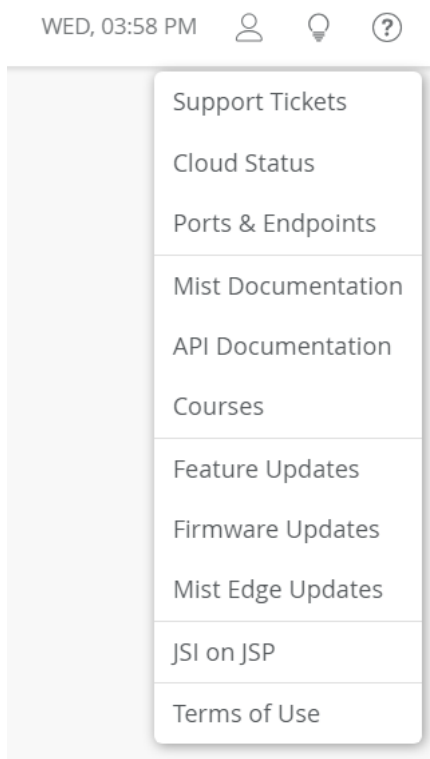 WED, 03:58 PM ?
Support Tickets
Cloud Status
Ports & Endpoints
Mist Documentation
API Documentation
Courses
Feature Updates
Firmware Updates
Mist Edge Updates
JSI on JSP
Terms of Use